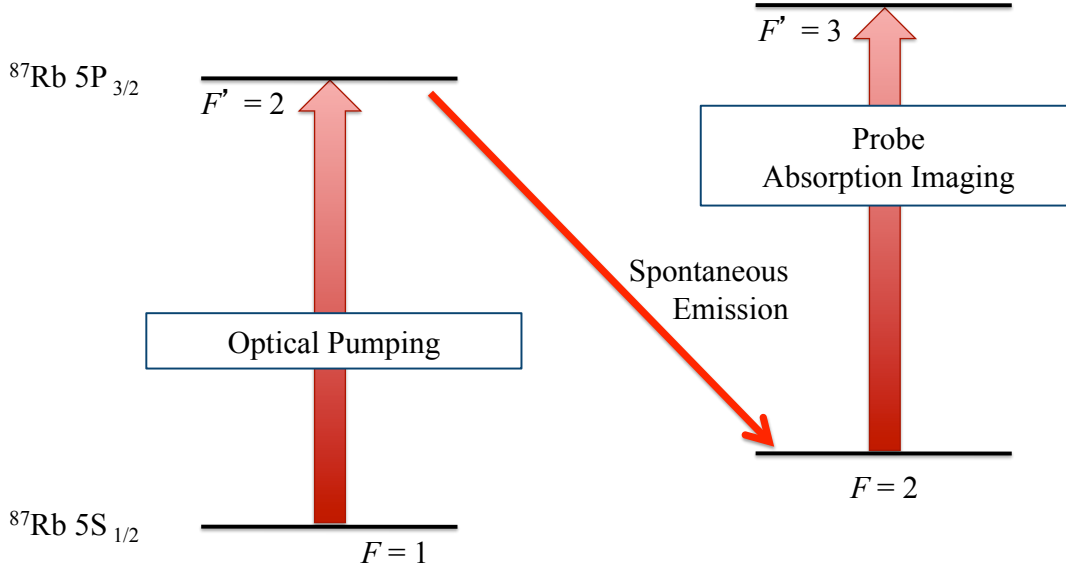 F’ = 3
⁸⁷Rb 5P 3/2
F’ = 2
Probe
Absorption Imaging
Spontaneous
Emission
Optical Pumping
F = 2
⁸⁷Rb 5S 1/2
F = 1